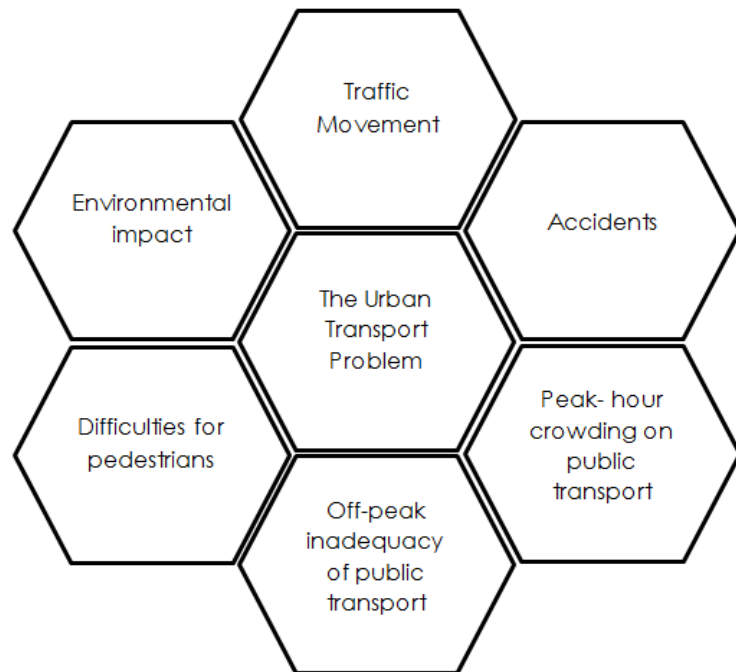 Traffic
Movement
Environmental
impact
Accidents
The Urban
Transport
Problem
Difficulties for
pedestrians
Peak- hour
crowding on
public
transport
Off-peak
inadequacy
of public
transport